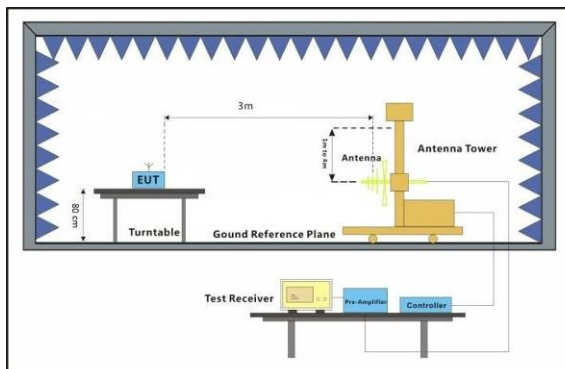 3m
1m to 4m
Antenna
Antenna Tower
EUT
80 cm
Turntable
Gound Reference Plane
Test Receiver
Pre-Amplifier
Controller